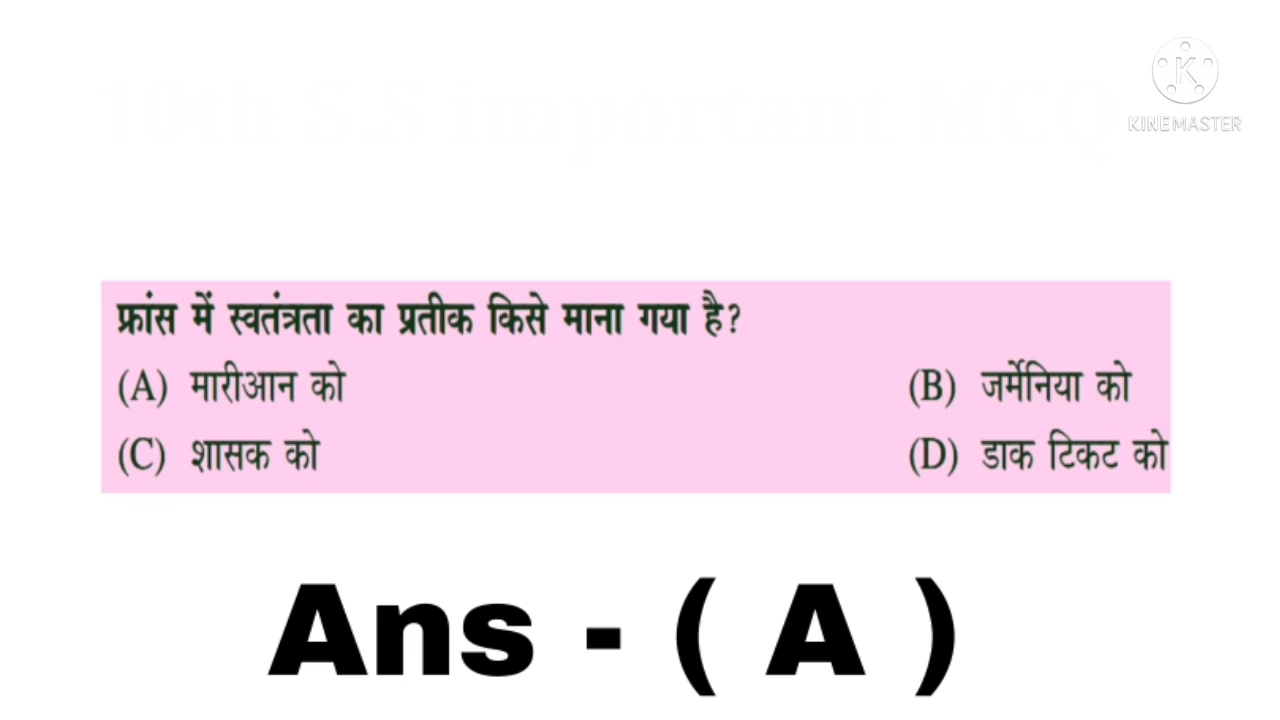 10th S.S Important MCQ
KINEMASTER
फ्रांस में स्वतंत्रता का प्रतीक किसे माना गया है?
(A) मारीआन को (B) जर्मेनिया को
(C) शासक को (D) डाक टिकट को
Ans - ( A )